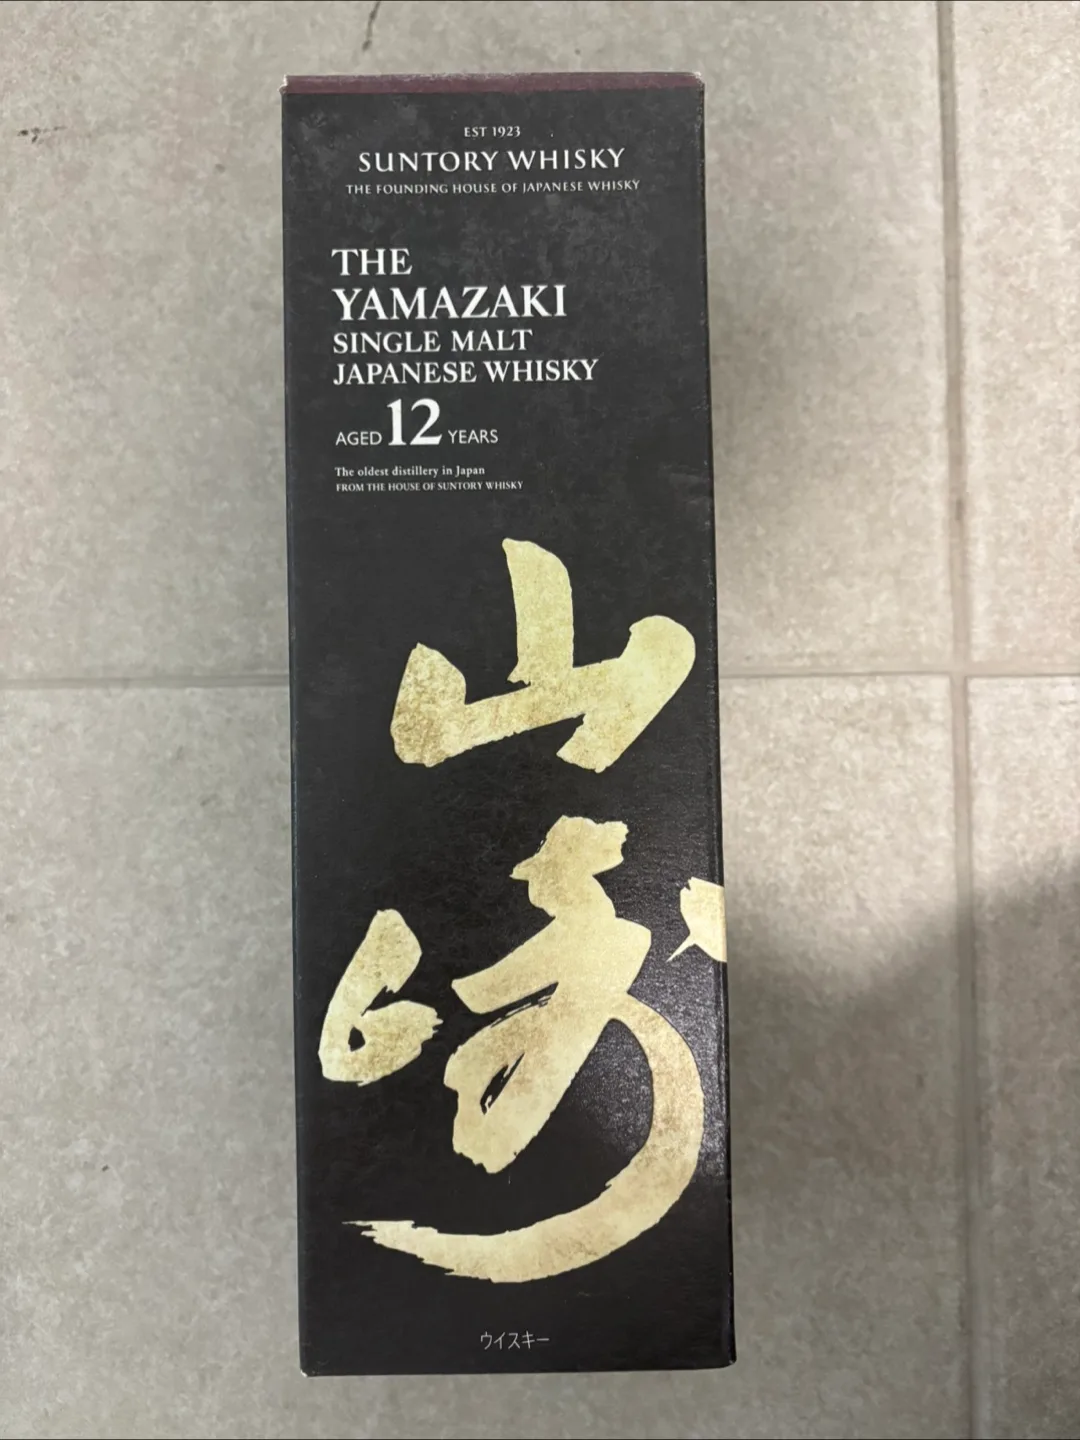 EST 1923
SUNTORY WHISKY
THE FOUNDING HOUSE OF JAPANESE WHISKY
THE
YAMAZAKI
SINGLE MALT
JAPANESE WHISKY
AGED 12 YEARS
The oldest distillery in Japan
FROM THE HOUSE OF SUNTORY WHISKY
山
崎
ウイスキー